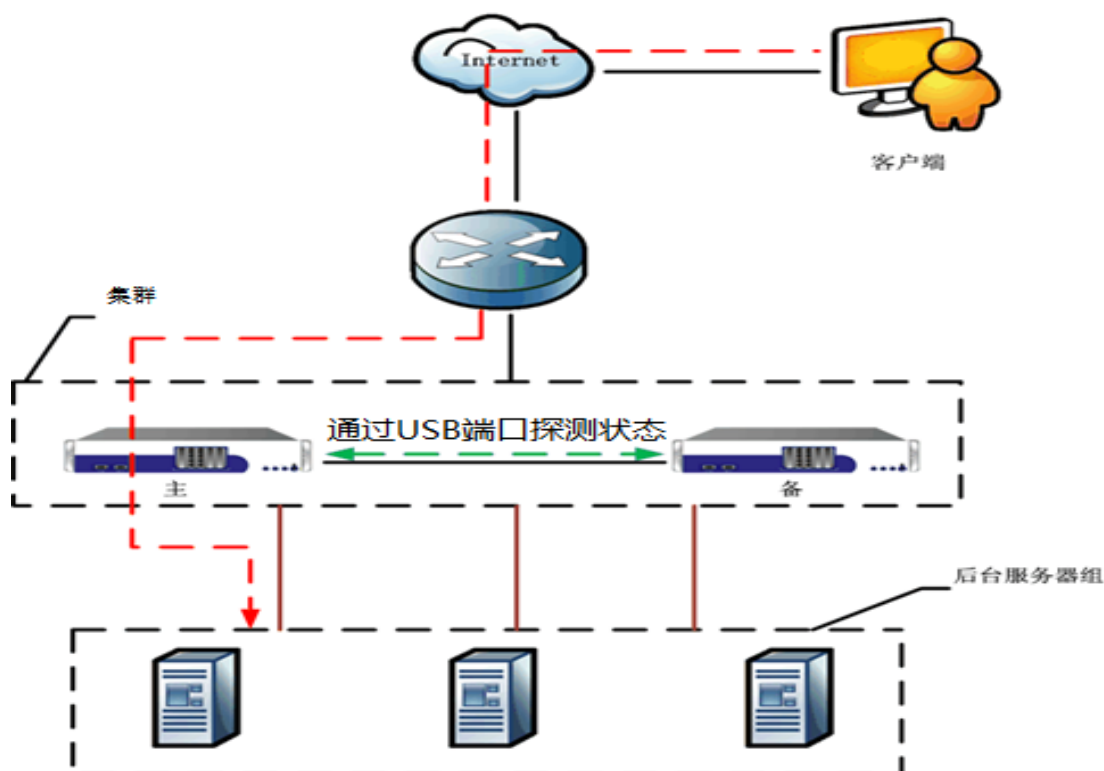 Internet
客户端
集群
通过USB端口探测状态
主
备
后台服务器组